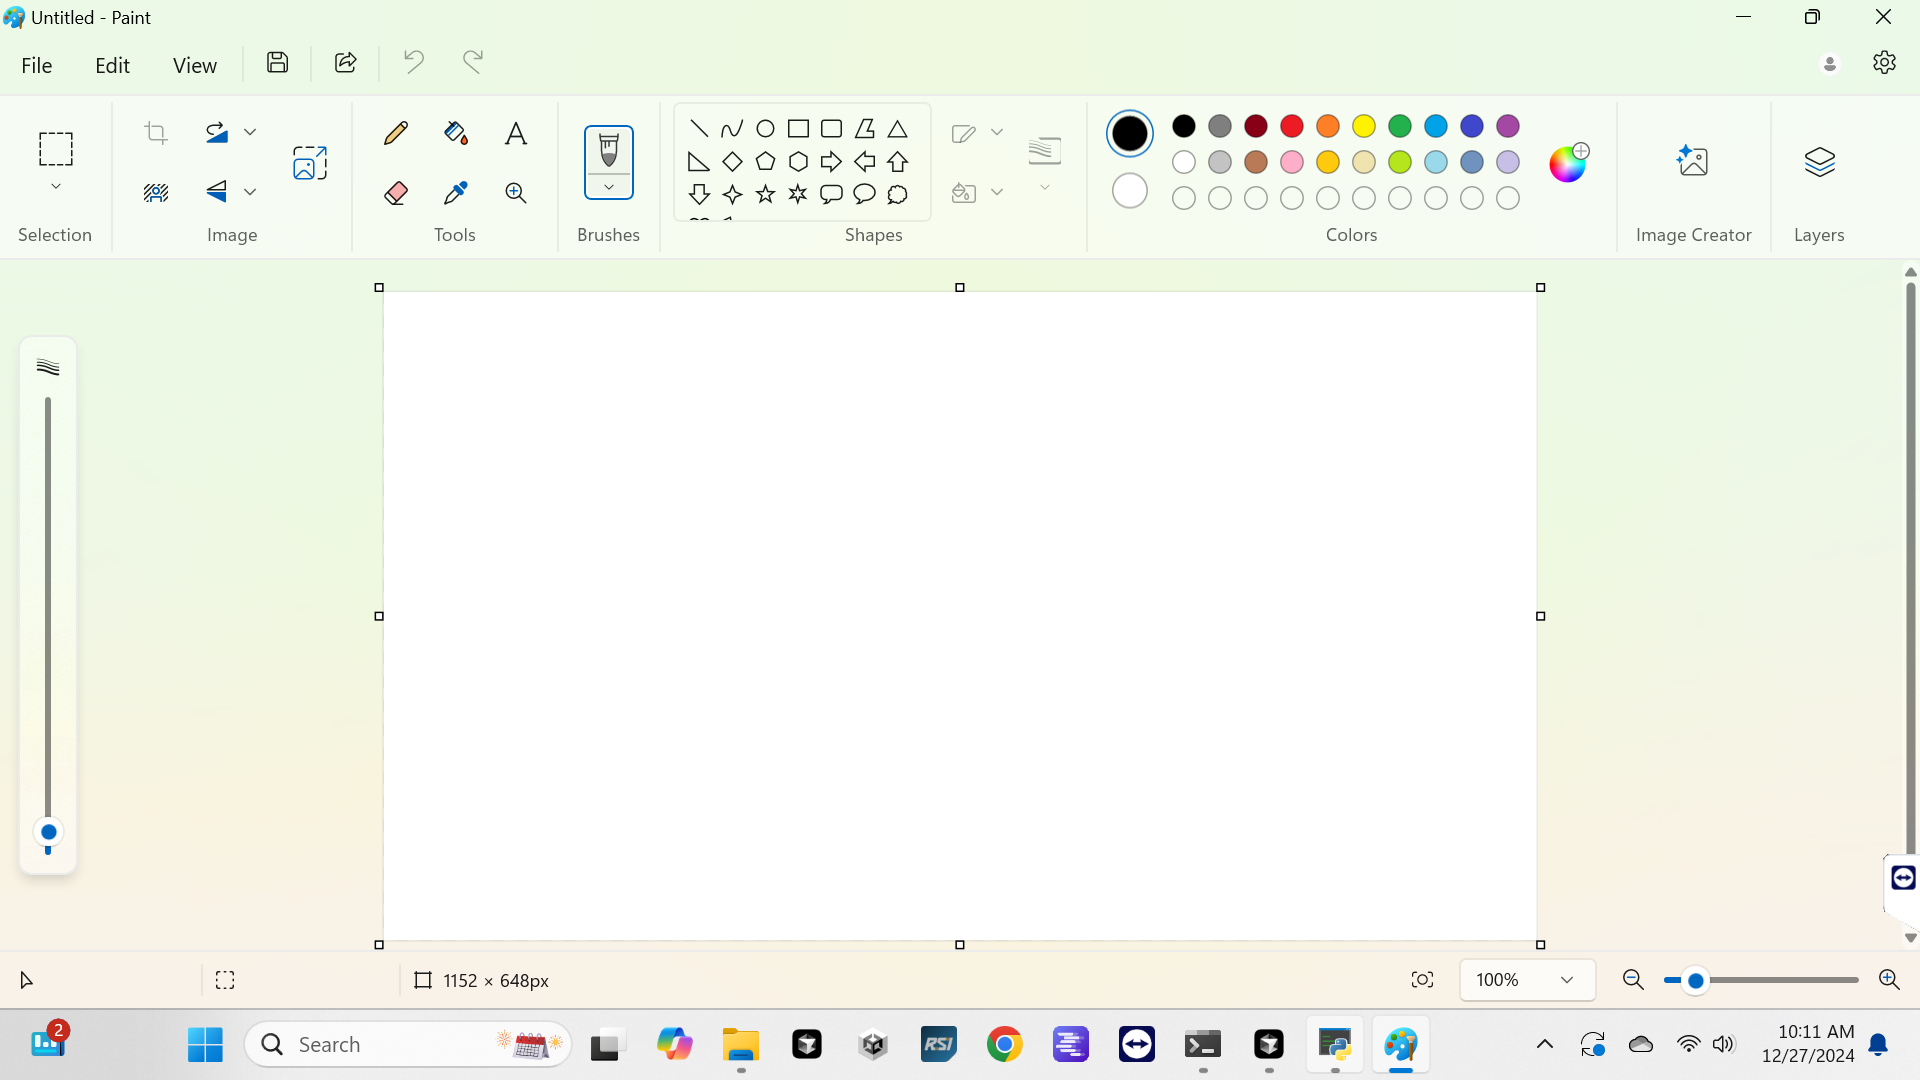 Untitled - Paint
File Edit View
Selection Image Tools Brushes Shapes Colors Image Creator Layers
1152 × 648px 100%
2 Search RSI 10:11 AM
12/27/2024